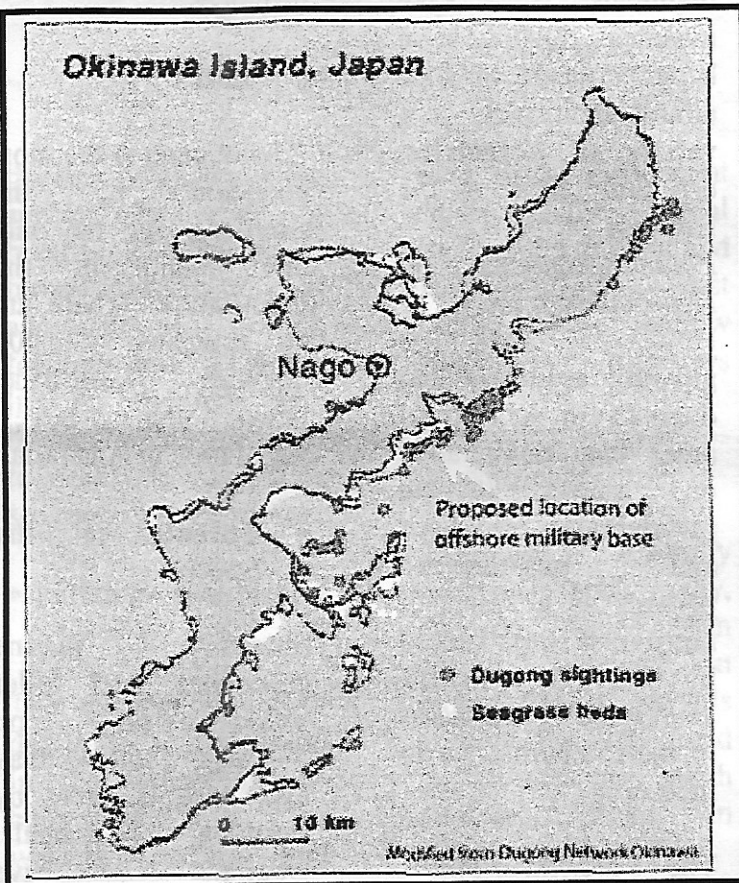 Okinawa Island, Japan
Nago
Proposed location of
offshore military base
Dugong sightings
Seagrass beds
0 10 km
Modified from Dugong Network Okinawa